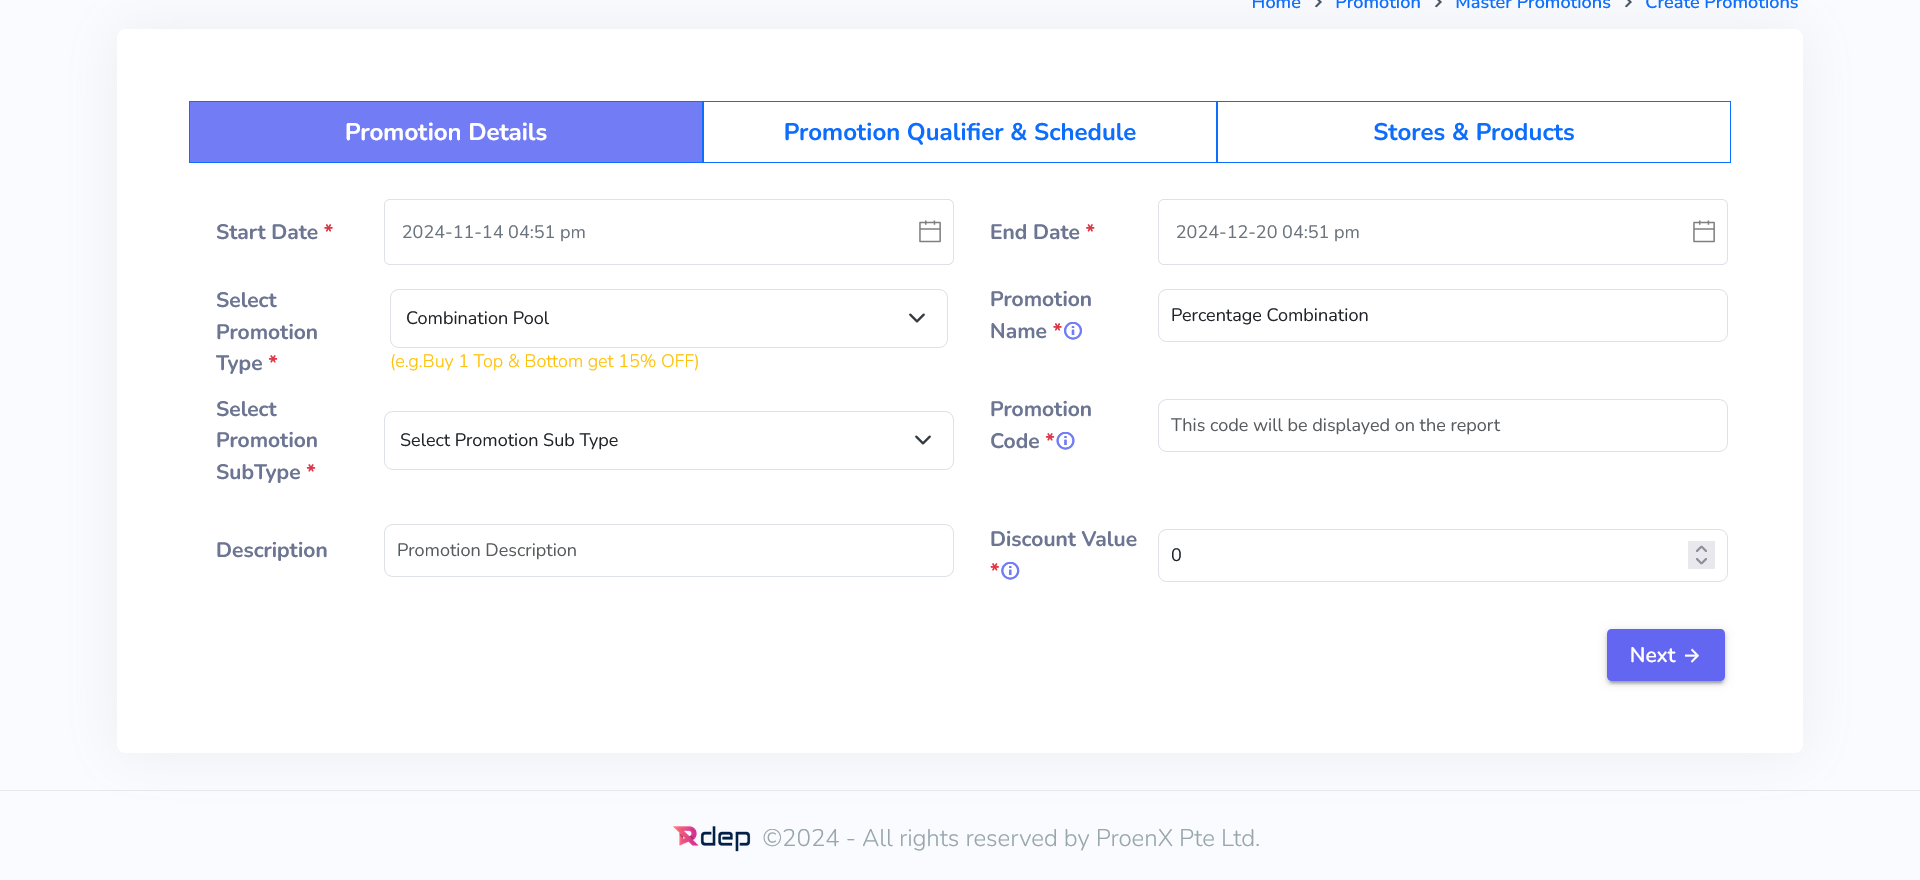 Home > Promotion > Master Promotions > Create Promotions
Promotion Details
Promotion Qualifier & Schedule
Stores & Products
Start Date *
2024-11-14 04:51 pm
End Date *
2024-12-20 04:51 pm
Select
Promotion
Type *
Combination Pool
(e.g.Buy 1 Top & Bottom get 15% OFF)
Promotion
Name *
Percentage Combination
Select
Promotion
SubType *
Select Promotion Sub Type
Promotion
Code *
This code will be displayed on the report
Description
Promotion Description
Discount Value
*
0
Next →
Rdep ©2024 - All rights reserved by ProenX Pte Ltd.